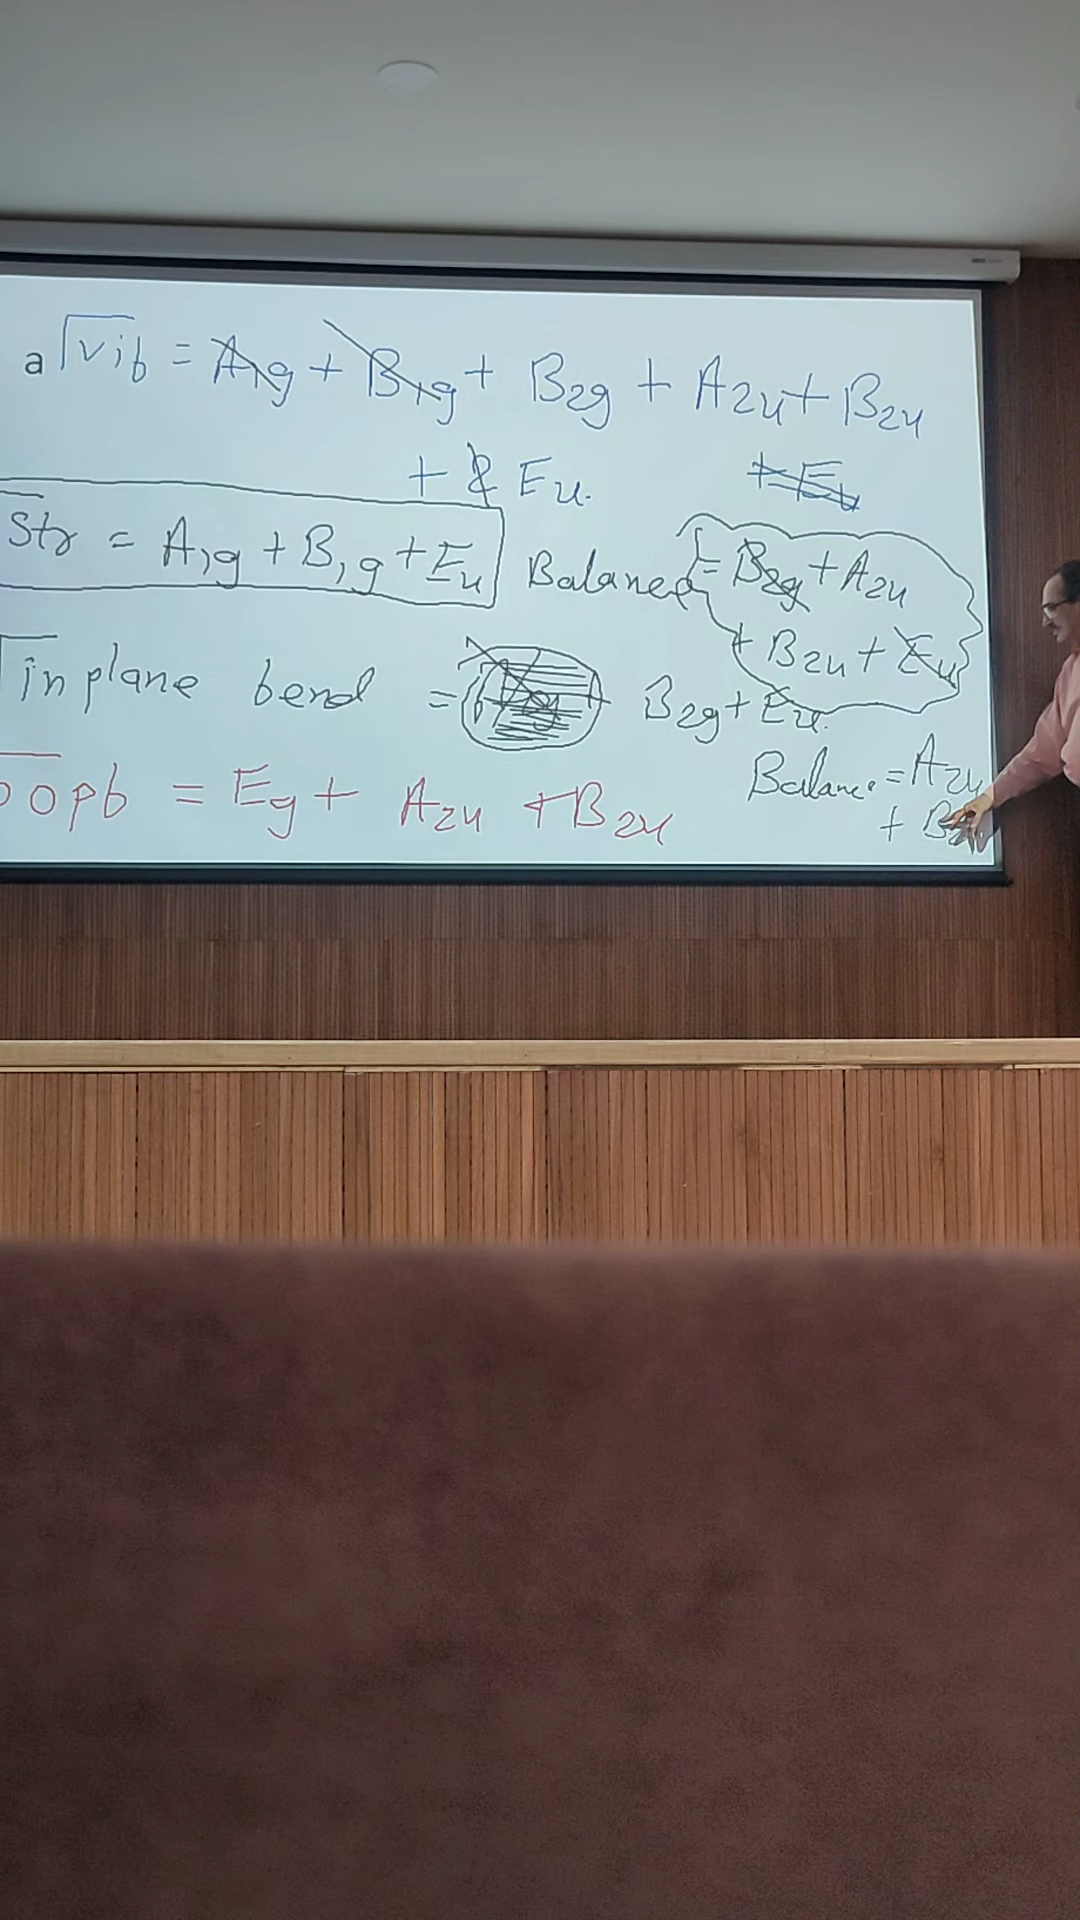 a Γvib = A1g + B1g + B2g + A2u + B2u
+ 2 Eu. + Eu
Str = A1g + B1g + Eu Balance = B2g + A2u
+ B2u + Eu
Γin plane bend = B2g + Eu.
Balance = A2u
+ B
Γoopb = Eg + A2u + B2u